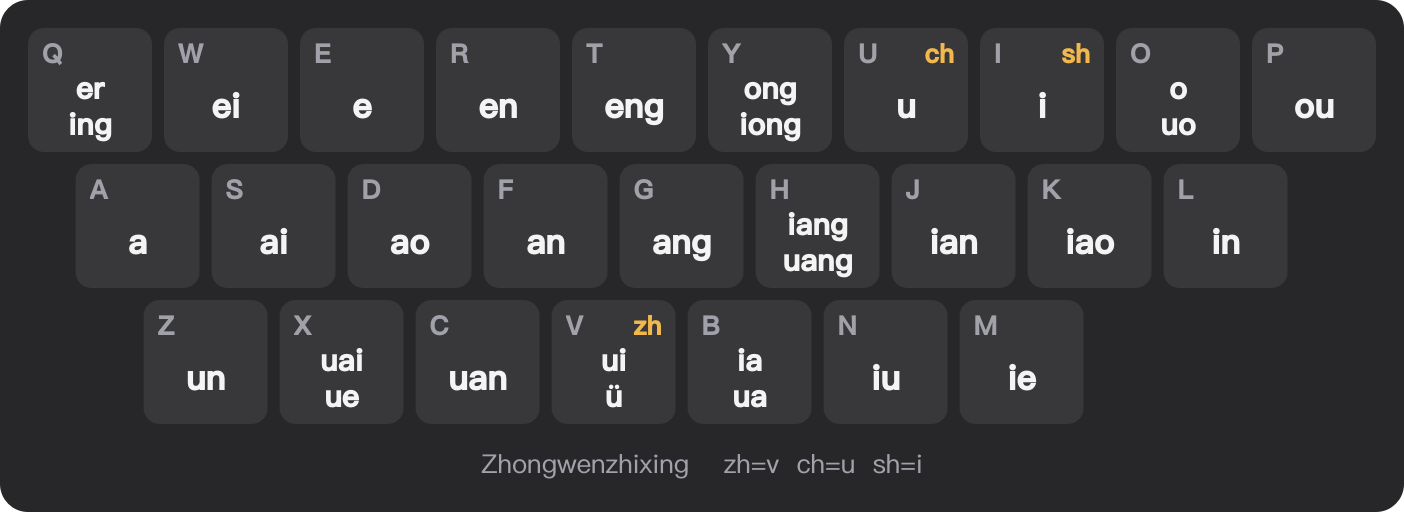 Q W E R T Y U ch I sh O P
er ei e en eng ong u i o ou
ing iong uo
A S D F G H J K L
a ai ao an ang iang ian iao in
uang
Z X C V zh B N M
un uai uan ui ia iu ie
ue ü ua
Zhongwenzhixing zh=v ch=u sh=i